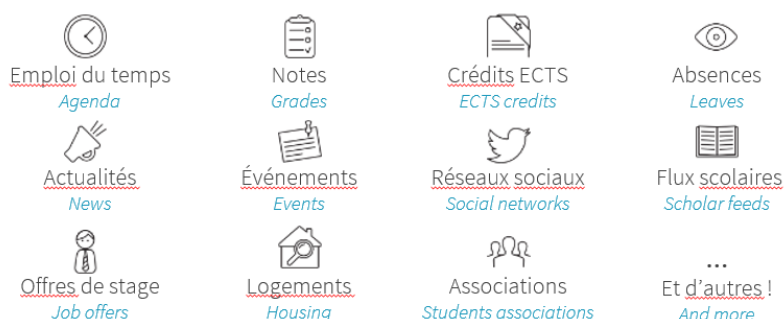 Emploi du temps
Agenda
Notes
Grades
Crédits ECTS
ECTS credits
Absences
Leaves
Actualités
News
Événements
Events
Réseaux sociaux
Social networks
Flux scolaires
Scholar feeds
Offres de stage
Job offers
Logements
Housing
Associations
Students associations
...
Et d'autres !
And more